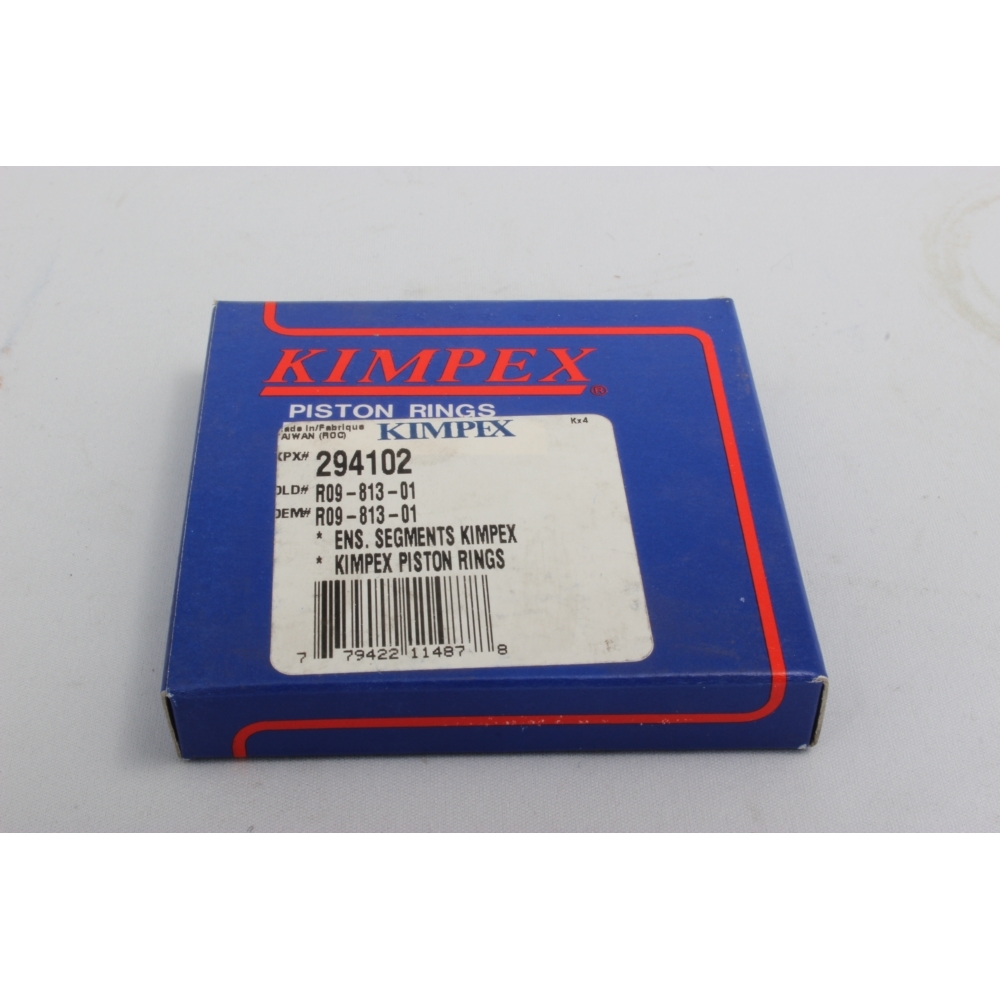 KIMPEX®
PISTON RINGS
ade In/Fabrique
AIWAN (ROC)
KIMPEX
Kx4
KPX# 294102
OLD# R09-813-01
OEM# R09-813-01
* ENS. SEGMENTS KIMPEX
* KIMPEX PISTON RINGS
7 79422 11487 8